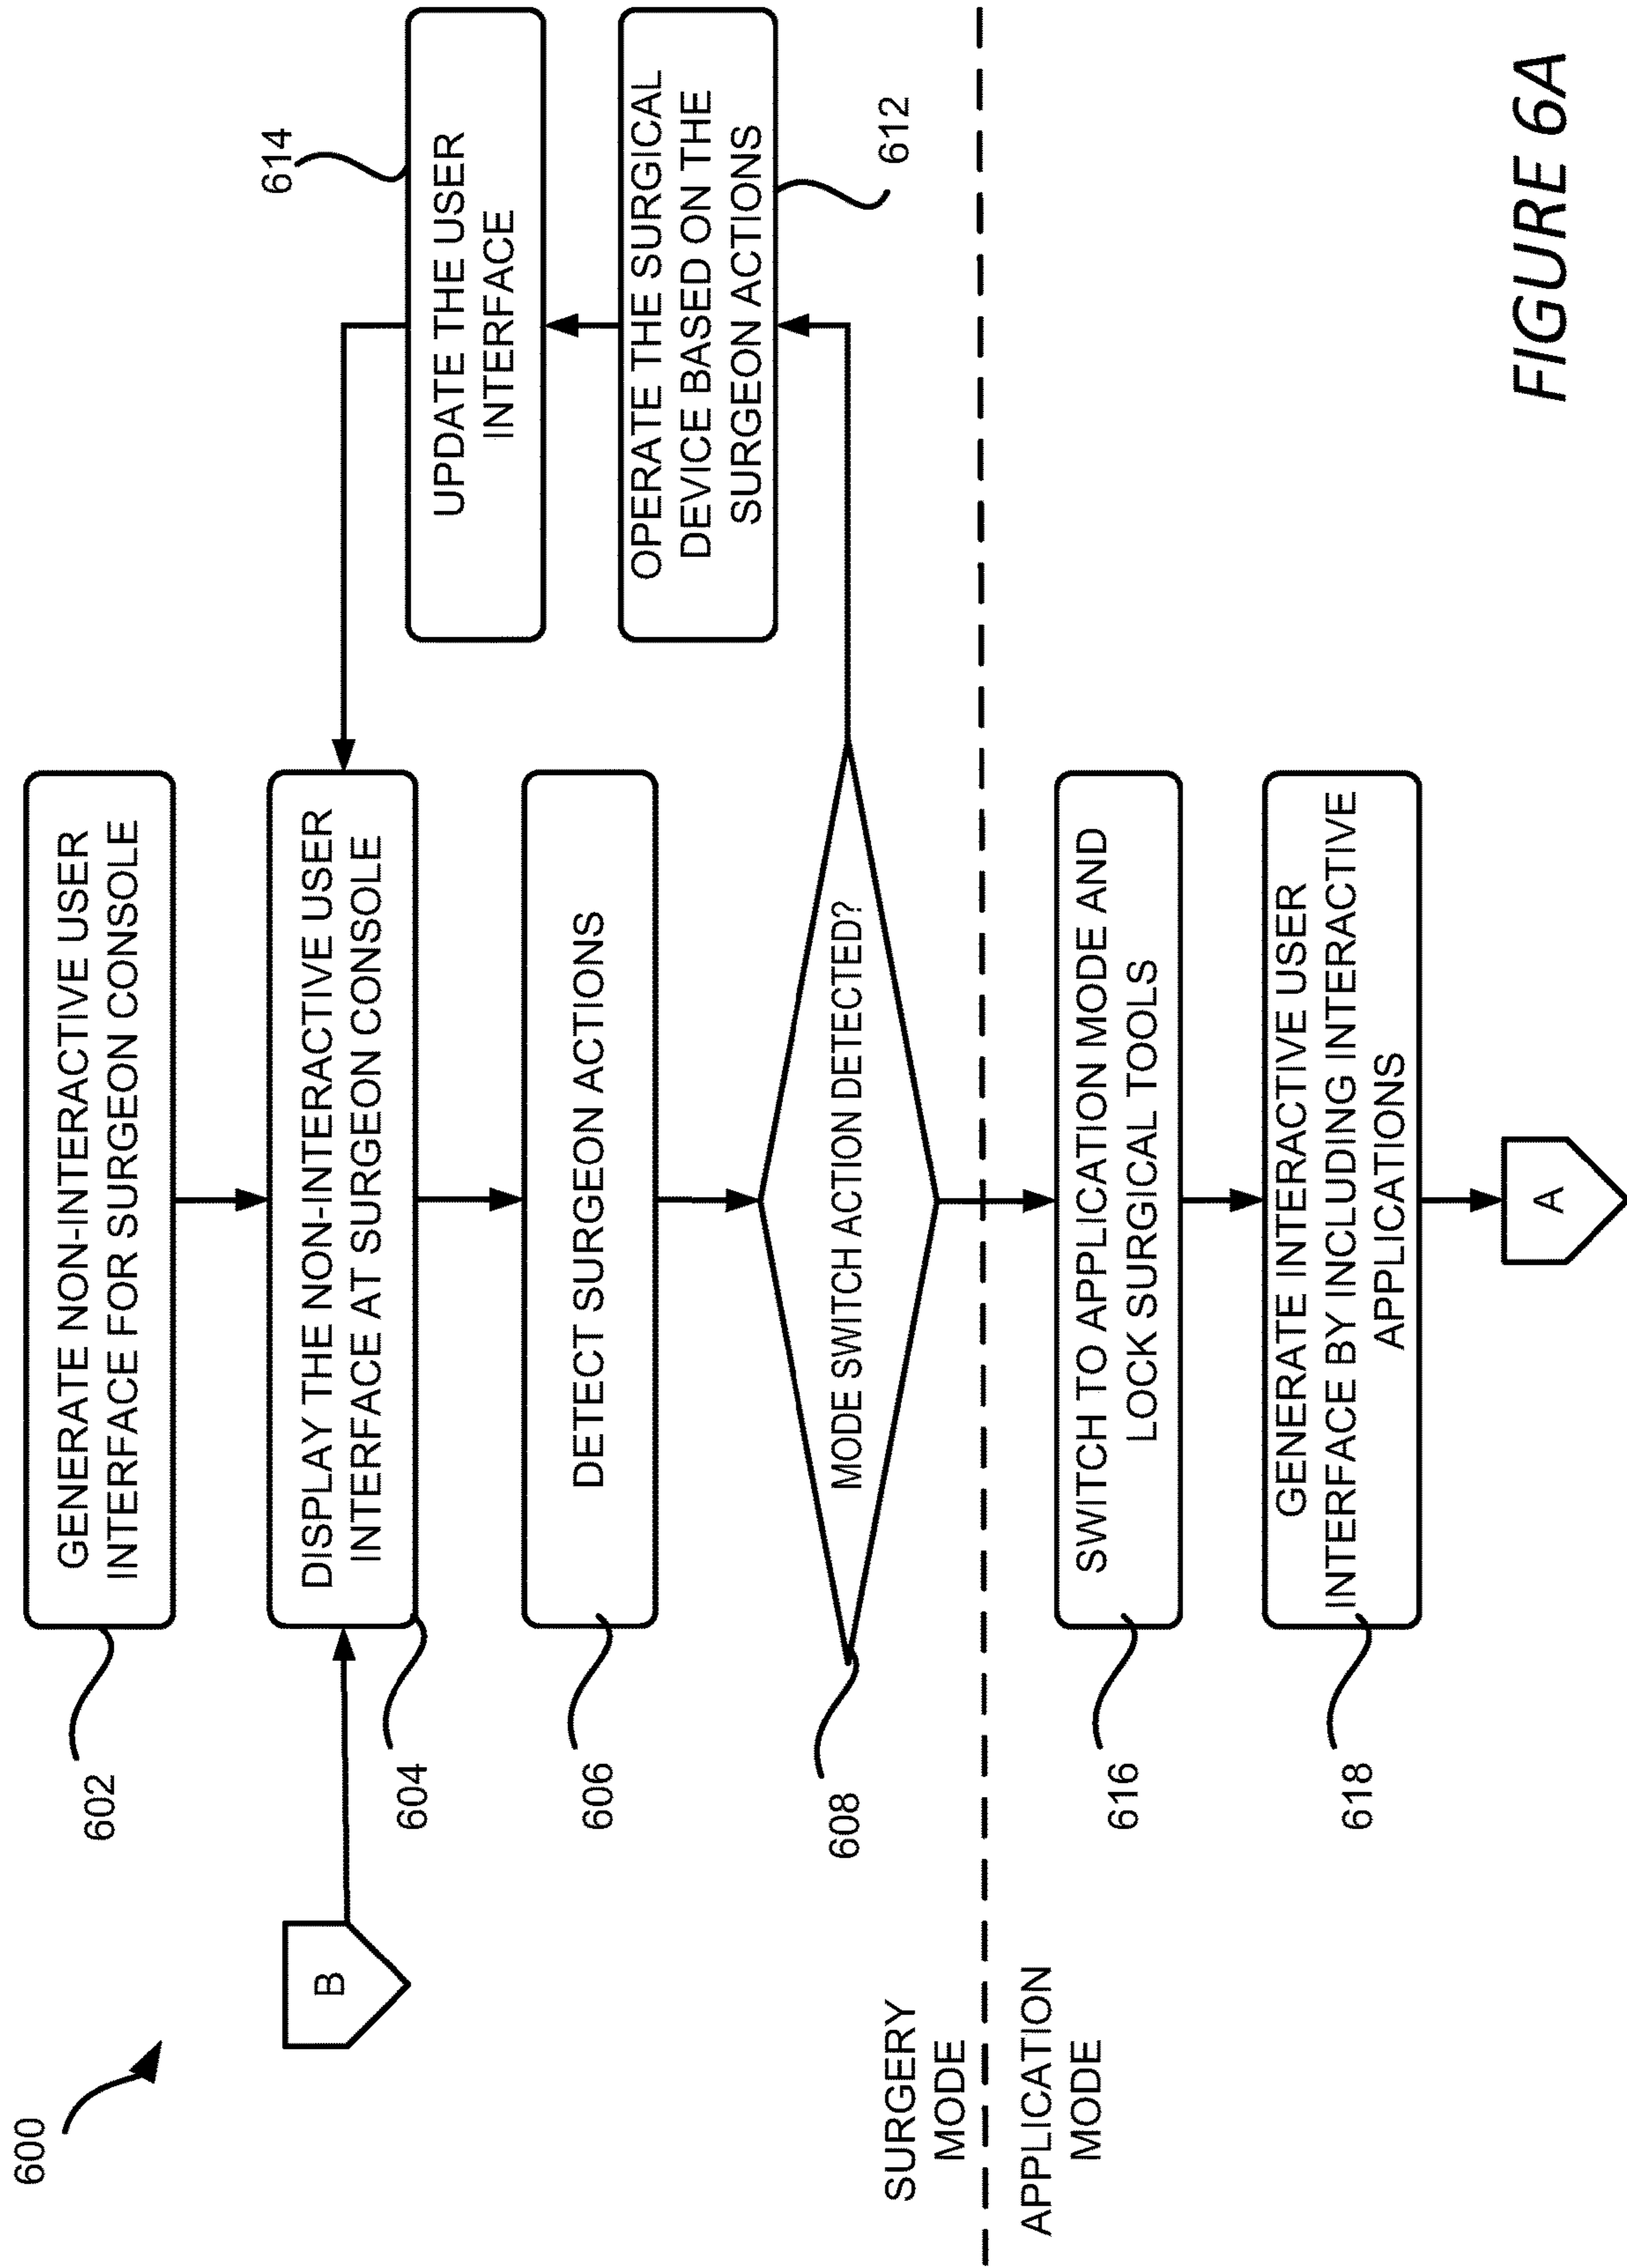 600
602
GENERATE NON-INTERACTIVE USER
INTERFACE FOR SURGEON CONSOLE
B
604
DISPLAY THE NON-INTERACTIVE USER
INTERFACE AT SURGEON CONSOLE
614
UPDATE THE USER
INTERFACE
606
DETECT SURGEON ACTIONS
OPERATE THE SURGICAL
DEVICE BASED ON THE
SURGEON ACTIONS
612
608
MODE SWITCH ACTION DETECTED?
SURGERY
MODE
APPLICATION
MODE
616
SWITCH TO APPLICATION MODE AND
LOCK SURGICAL TOOLS
618
GENERATE INTERACTIVE USER
INTERFACE BY INCLUDING INTERACTIVE
APPLICATIONS
A
FIGURE 6A